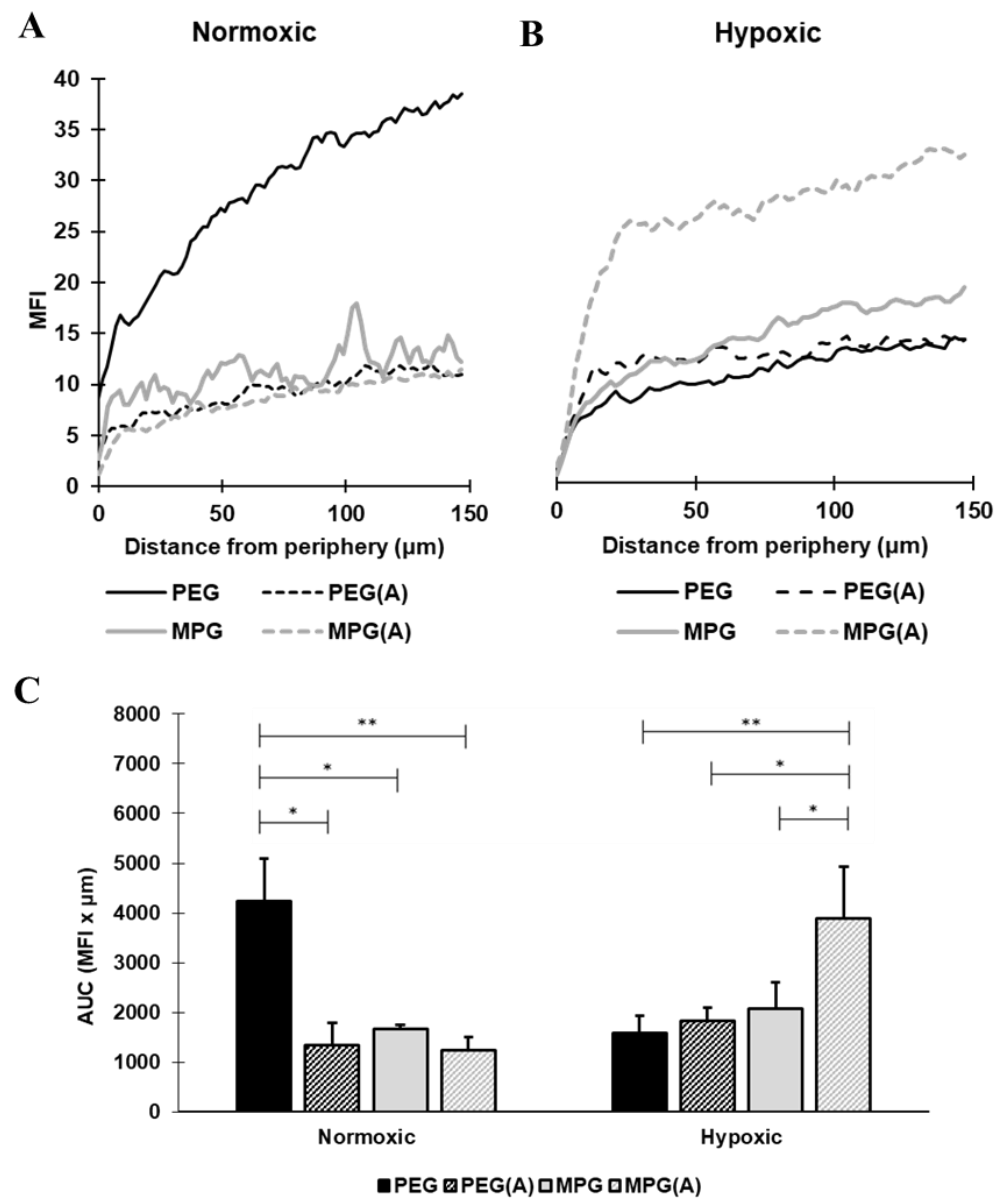 A
Normoxic
B
Hypoxic
40
35
30
25
20
15
10
5
0
MFI
0
50
100
150
0
50
100
150
Distance from periphery (µm)
Distance from periphery (µm)
PEG
PEG(A)
MPG
MPG(A)
PEG
PEG(A)
MPG
MPG(A)
C
8000
7000
6000
5000
4000
3000
2000
1000
0
AUC (MFI x µm)
**
*
*
**
*
*
Normoxic
Hypoxic
PEG PEG(A) MPG MPG(A)